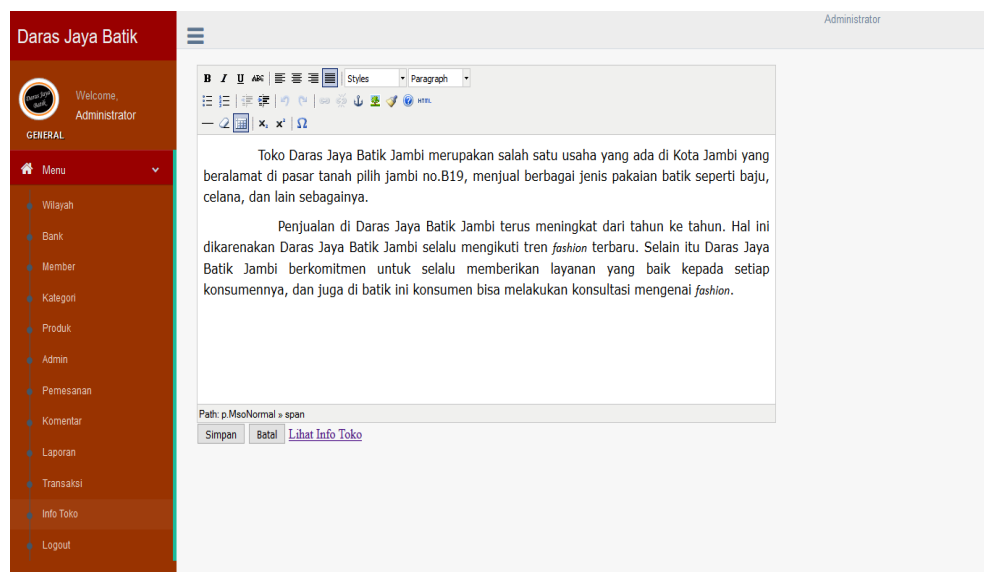 Daras Jaya Batik
Administrator
Daras Jaya
Batik
Welcome,
Administrator
GENERAL
Menu
Wilayah
Bank
Member
Kategori
Produk
Admin
Pemesanan
Komentar
Laporan
Transaksi
Info Toko
Logout
B I U ABC Styles Paragraph
HTML
Toko Daras Jaya Batik Jambi merupakan salah satu usaha yang ada di Kota Jambi yang
beralamat di pasar tanah pilih jambi no.B19, menjual berbagai jenis pakaian batik seperti baju,
celana, dan lain sebagainya.
Penjualan di Daras Jaya Batik Jambi terus meningkat dari tahun ke tahun. Hal ini
dikarenakan Daras Jaya Batik Jambi selalu mengikuti tren fashion terbaru. Selain itu Daras Jaya
Batik Jambi berkomitmen untuk selalu memberikan layanan yang baik kepada setiap
konsumennya, dan juga di batik ini konsumen bisa melakukan konsultasi mengenai fashion.
Path: p.MsoNormal » span
Simpan Batal Lihat Info Toko